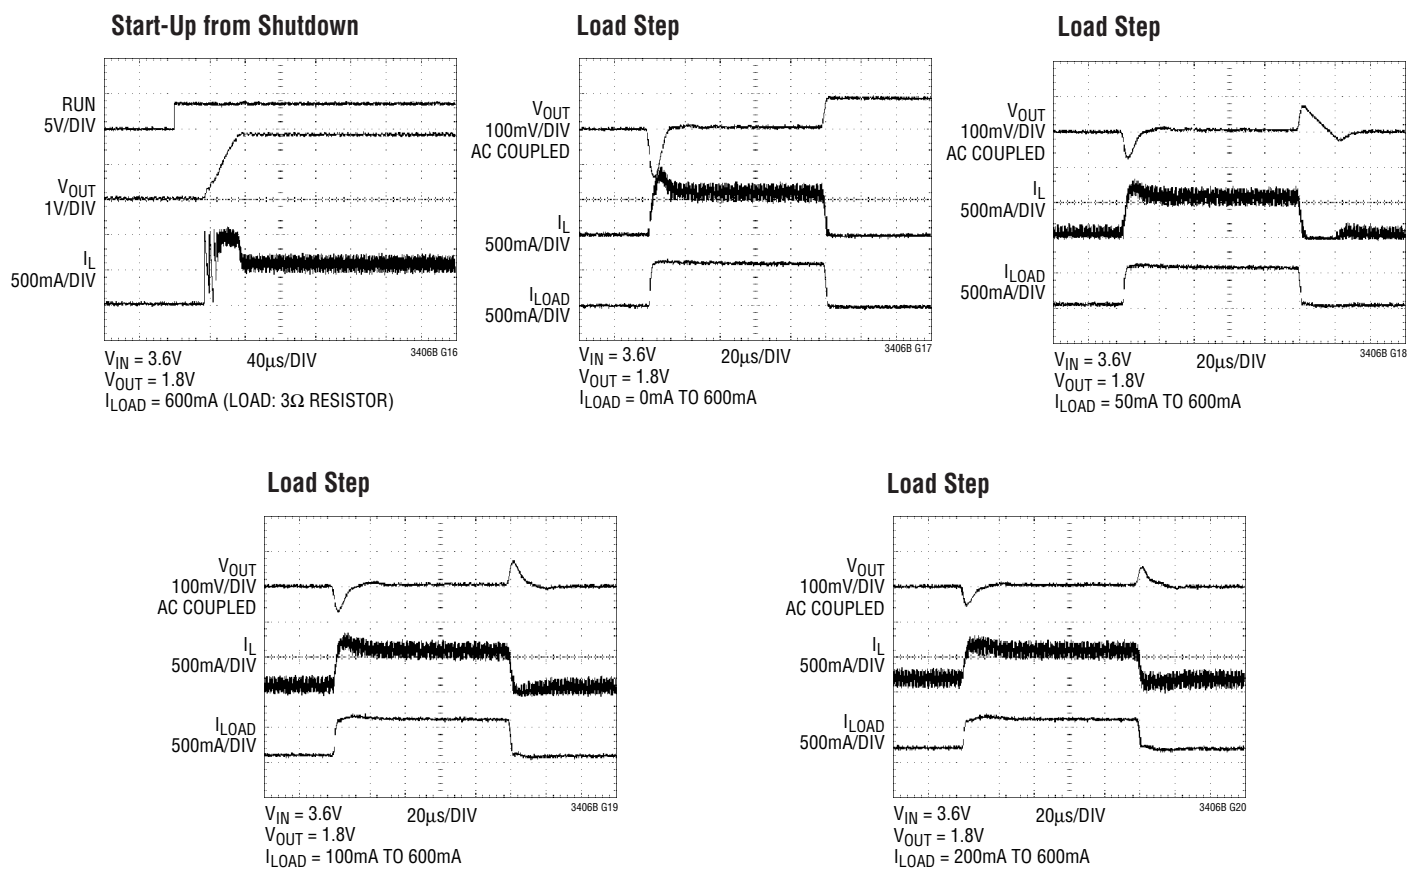 Start-Up from Shutdown
RUN
5V/DIV
VOUT
1V/DIV
IL
500mA/DIV
3406B G16
VIN = 3.6V
40µs/DIV
VOUT = 1.8V
ILOAD = 600mA (LOAD: 3Ω RESISTOR)
Load Step
VOUT
100mV/DIV
AC COUPLED
IL
500mA/DIV
ILOAD
500mA/DIV
3406B G17
VIN = 3.6V
20µs/DIV
VOUT = 1.8V
ILOAD = 0mA TO 600mA
Load Step
VOUT
100mV/DIV
AC COUPLED
IL
500mA/DIV
ILOAD
500mA/DIV
3406B G18
VIN = 3.6V
20µs/DIV
VOUT = 1.8V
ILOAD = 50mA TO 600mA
Load Step
VOUT
100mV/DIV
AC COUPLED
IL
500mA/DIV
ILOAD
500mA/DIV
3406B G19
VIN = 3.6V
20µs/DIV
VOUT = 1.8V
ILOAD = 100mA TO 600mA
Load Step
VOUT
100mV/DIV
AC COUPLED
IL
500mA/DIV
ILOAD
500mA/DIV
3406B G20
VIN = 3.6V
20µs/DIV
VOUT = 1.8V
ILOAD = 200mA TO 600mA